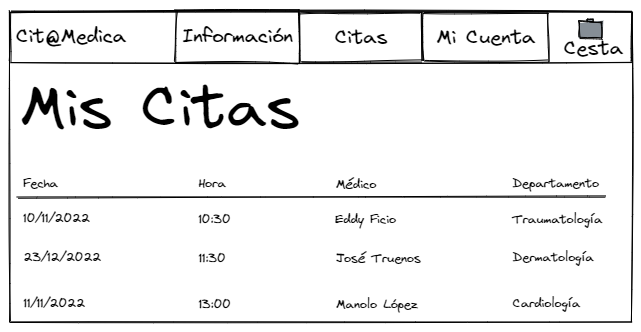 Cit@Medica Información Citas Mi Cuenta Cesta
Mis Citas
Fecha Hora Médico Departamento
10/11/2022 10:30 Eddy Ficio Traumatología
23/12/2022 11:30 José Truenos Dermatología
11/11/2022 13:00 Manolo López Cardiología